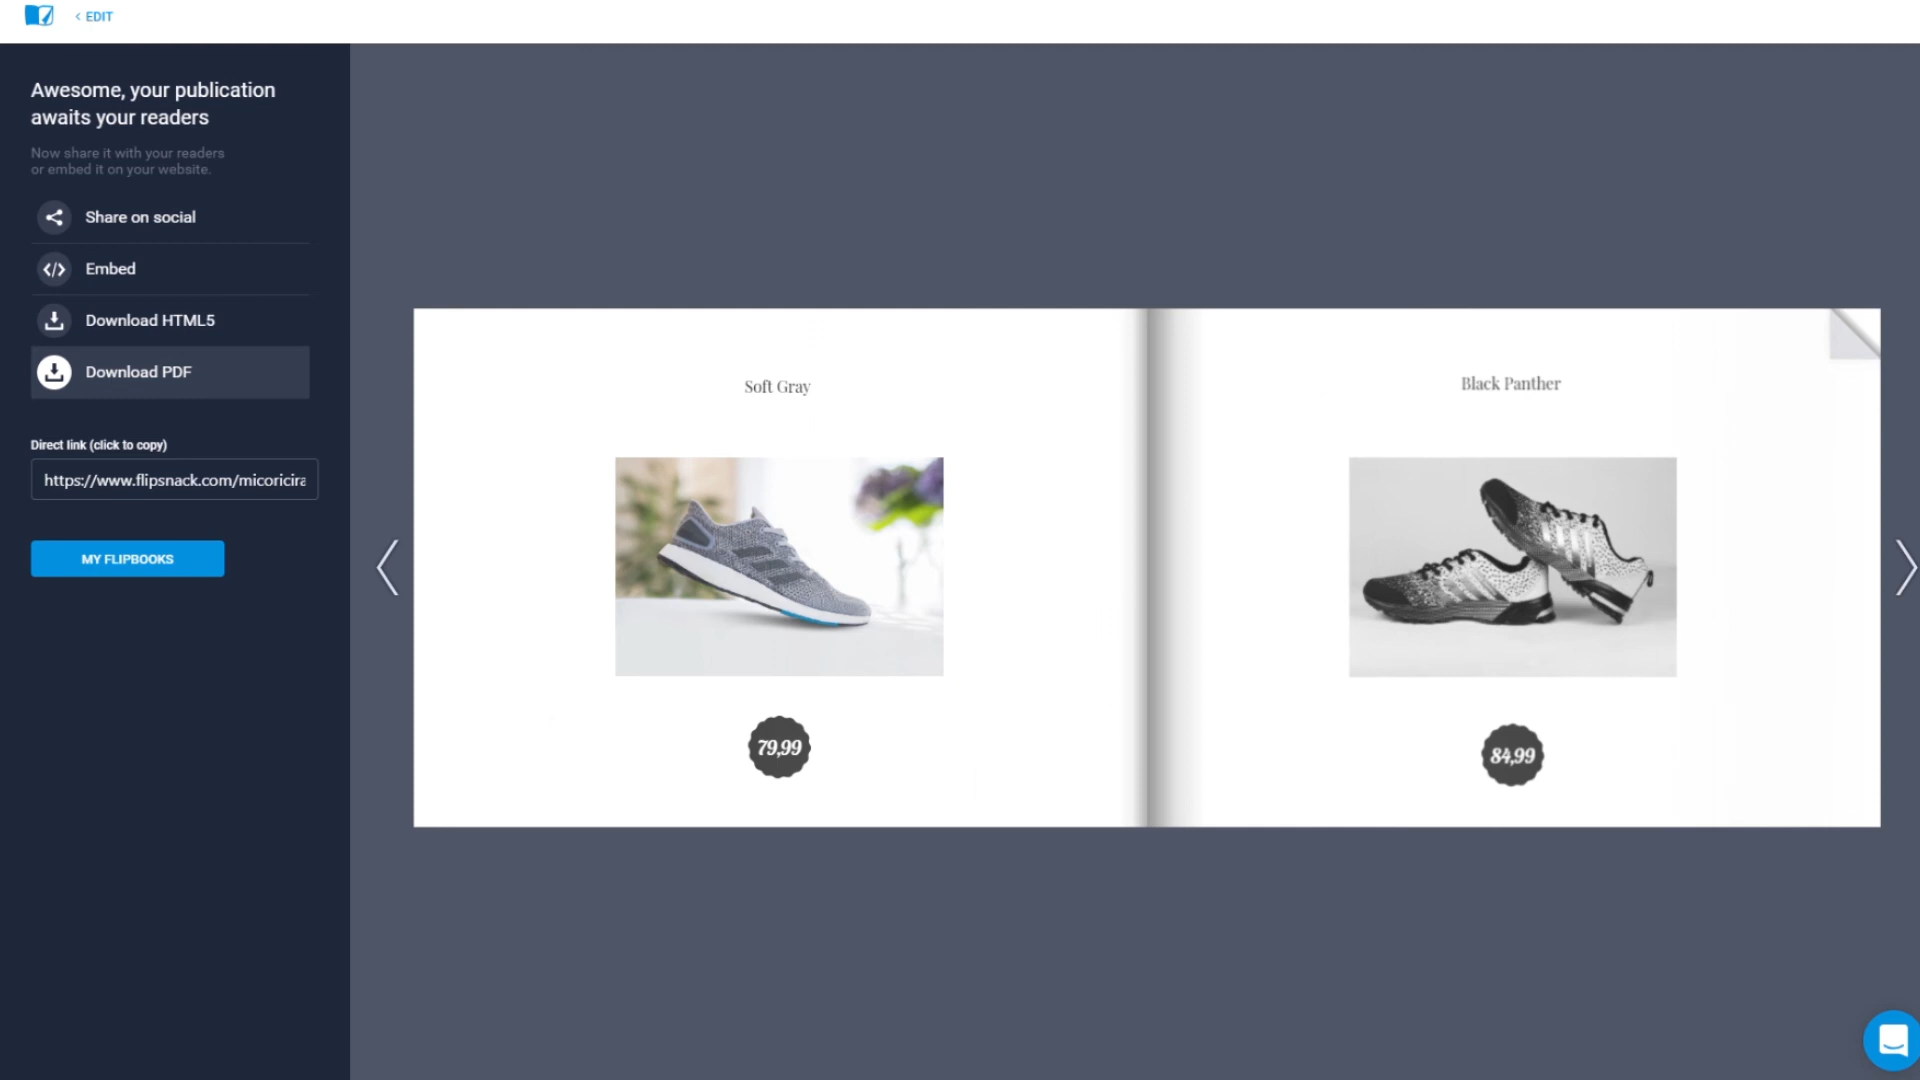 < EDIT
Awesome, your publication
awaits your readers
Now share it with your readers
or embed it on your website.
Share on social
Embed
Download HTML5
Download PDF
Direct link (click to copy)
https://www.flipsnack.com/micoricira
MY FLIPBOOKS
Soft Gray
79,99
Black Panther
84,99